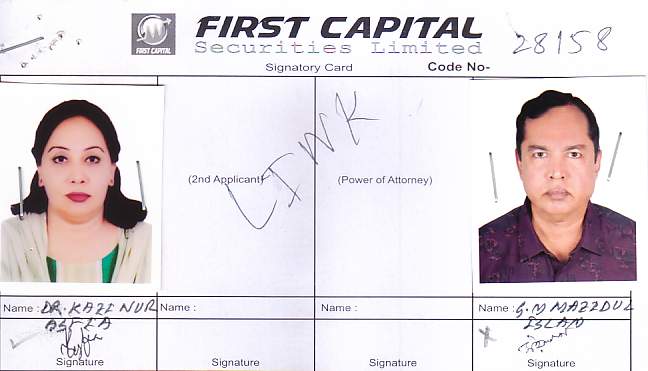 FIRST CAPITAL
Securities Limited
FIRST CAPITAL
Signatory Card
Code No- 28158
(2nd Applicant)
(Power of Attorney)
LINK
Name : DR. KAZI NUR
Name :
Name :
Name : G.M MAZEDUL
ISLAM
Signature
Signature
Signature
Signature